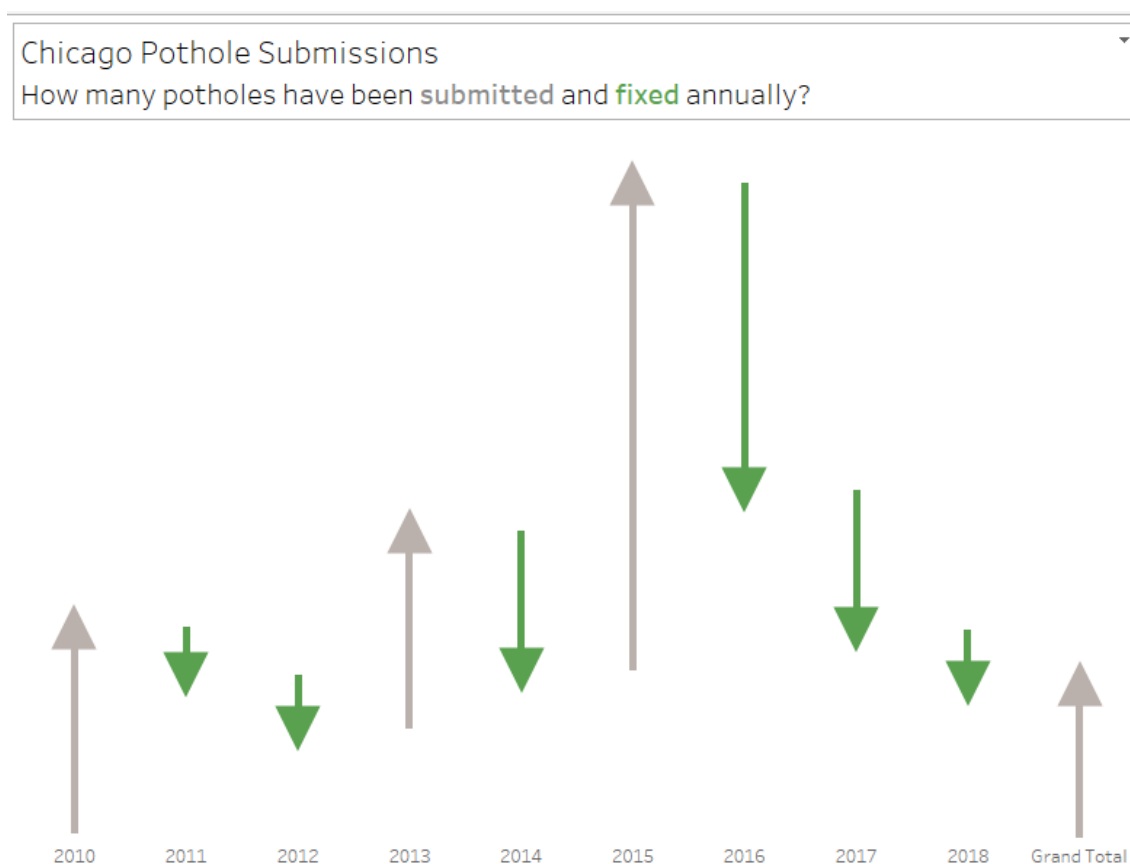 Chicago Pothole Submissions
How many potholes have been submitted and fixed annually?
2010 2011 2012 2013 2014 2015 2016 2017 2018 Grand Total